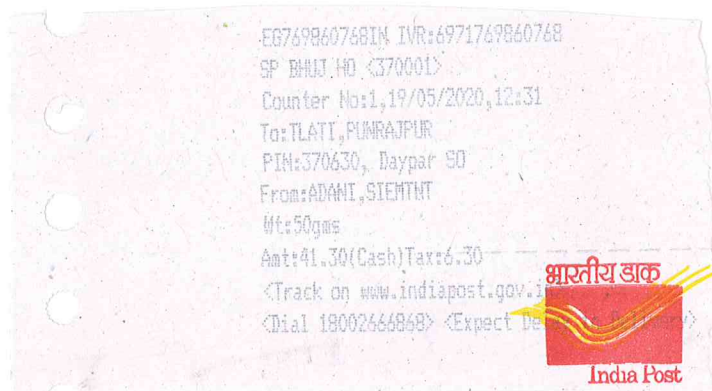 EG769860768IN IVR:6971769860768
SP BHUJ HO <370001>
Counter No:1,19/05/2020,12:31
To:TLATI,PUNRAJPUR
PIN:370630, Daypar SO
From:ADANI,SIEMTNT
Wt:50gms
Amt:41.30(Cash)Tax:6.30
<Track on www.indiapost.gov.in
<Dial 18002666868> <Expect
भारतीय डाक
India Post